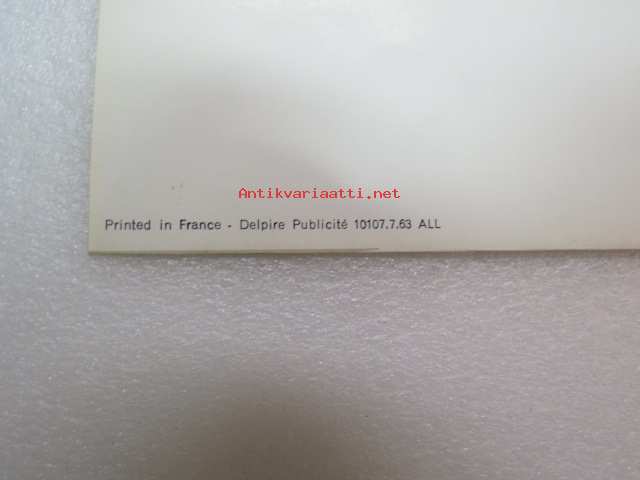 Antikvariaatti.net
Printed in France - Delpire Publicité 10107.7.63 ALL